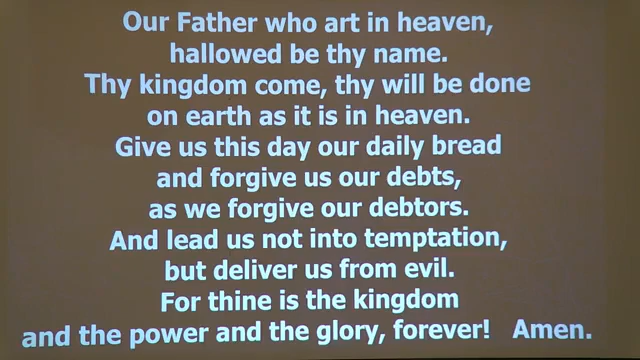 Our Father who art in heaven,
hallowed be thy name.
Thy kingdom come, thy will be done
on earth as it is in heaven.
Give us this day our daily bread
and forgive us our debts,
as we forgive our debtors.
And lead us not into temptation,
but deliver us from evil.
For thine is the kingdom
and the power and the glory, forever! Amen.